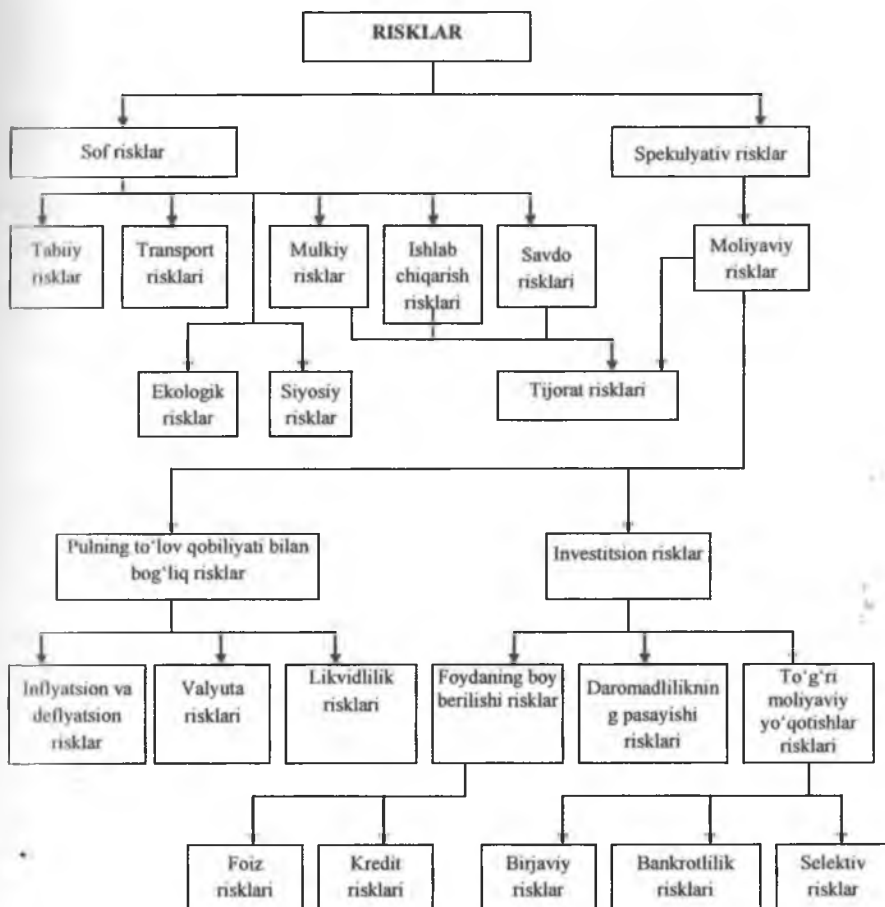 RISKLAR
Sof risklar
Spekulyativ risklar
Tabiiy
risklar
Transport
risklari
Mulkiy
risklar
Ishlab
chiqarish
risklari
Savdo
risklari
Moliyaviy
risklar
Ekologik
risklar
Siyosiy
risklar
Tijorat risklari
Pulning to‘lov qobiliyati bilan
bog‘liq risklar
Investitsion risklar
Inflyatsion va
deflyatsion
risklar
Valyuta
risklari
Likvidlilik
risklari
Foydaning boy
berilishi risklar
Daromadliliknin
g pasayishi
risklari
To‘g‘ri
moliyaviy
yo‘qotishlar
risklari
Foiz
risklari
Kredit
risklari
Birjaviy
risklar
Bankrotlilik
risklari
Selektiv
risklar